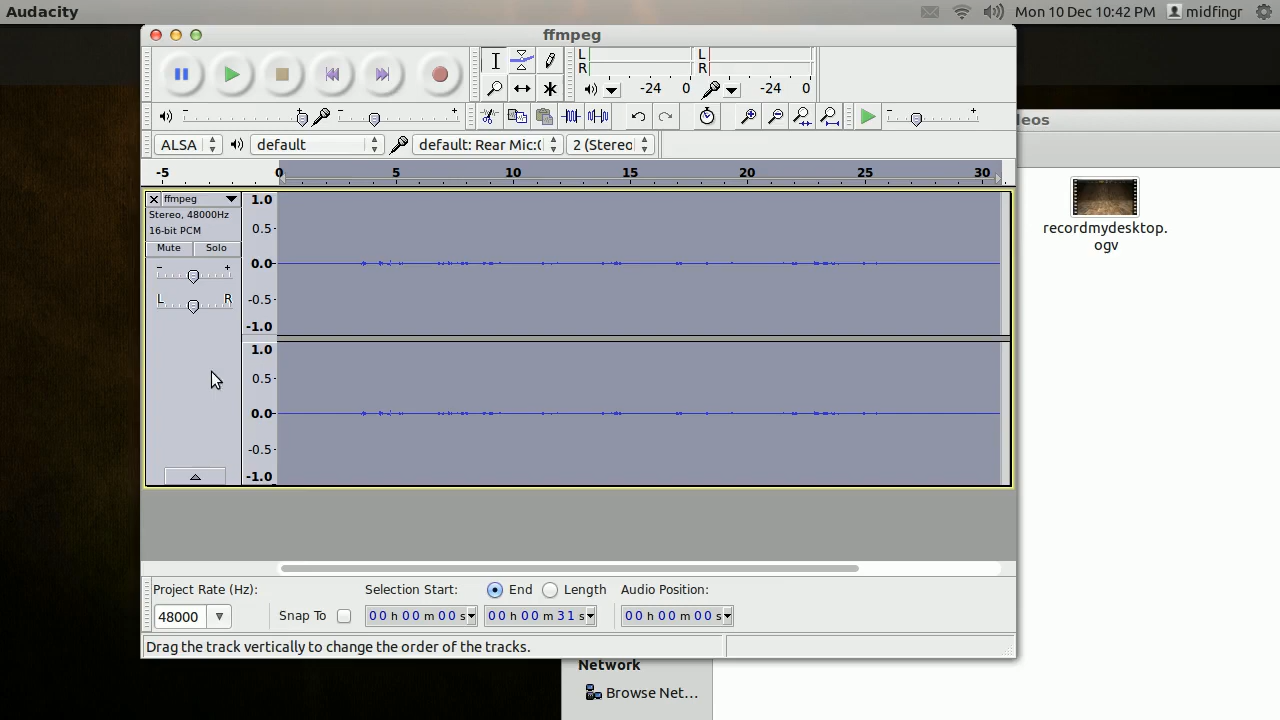 Audacity
Mon 10 Dec 10:42 PM midfingr
ffmpeg
L
R
-24 0
L
R
-24 0
ALSA default default: Rear Mic:( 2 (Stereo
-5 0 5 10 15 20 25 30
ffmpeg
Stereo, 48000Hz
16-bit PCM
Mute Solo
- +
L R
1.0
0.5
0.0
-0.5
-1.0
1.0
0.5
0.0
-0.5
-1.0
deos
recordmydesktop.
ogv
Project Rate (Hz): Selection Start: End Length Audio Position:
48000 Snap To 00 h 00 m 00 s 00 h 00 m 31 s 00 h 00 m 00 s
Drag the track vertically to change the order of the tracks.
Network
Browse Net...